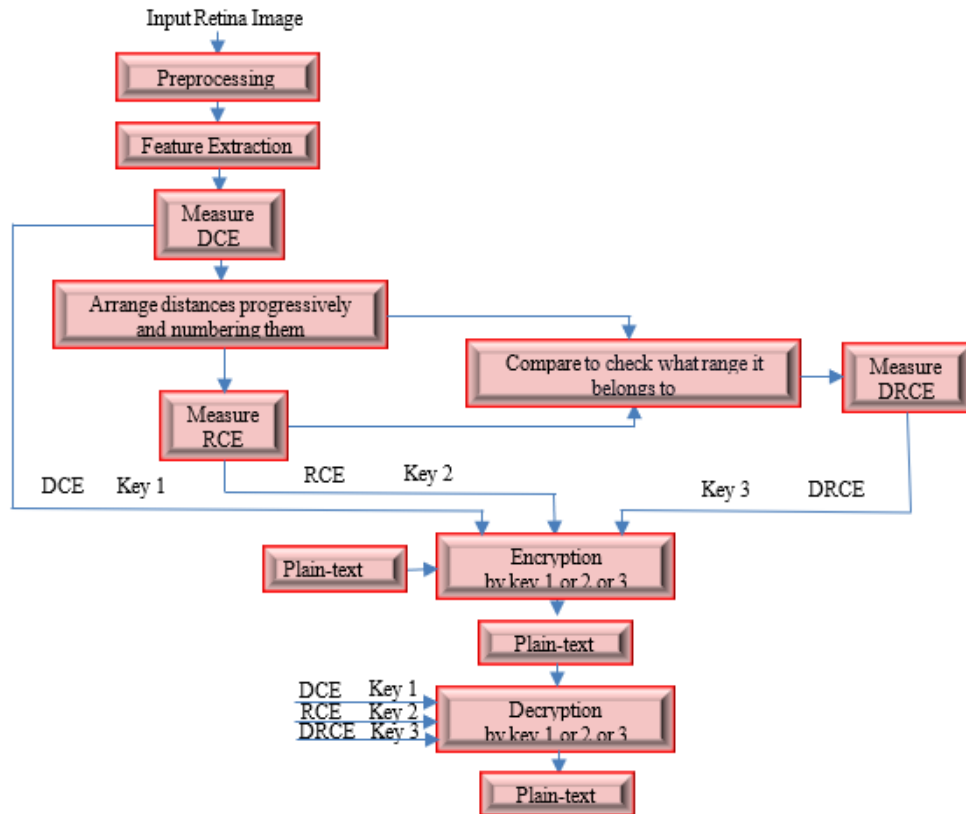 Input Retina Image
Preprocessing
Feature Extraction
Measure
DCE
Arrange distances progressively
and numbering them
Compare to check what range it
belongs to
Measure
DRCE
Measure
RCE
DCE Key 1
RCE Key 2
Key 3 DRCE
Plain-text
Encryption
by key 1 or 2 or 3
Plain-text
DCE Key 1
RCE Key 2
DRCE Key 3
Decryption
by key 1 or 2 or 3
Plain-text